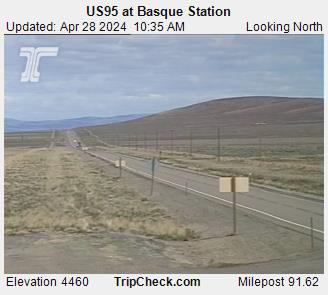 US95 at Basque Station
Updated: Apr 28 2024 10:35 AM Looking North
Elevation 4460 TripCheck.com Milepost 91.62